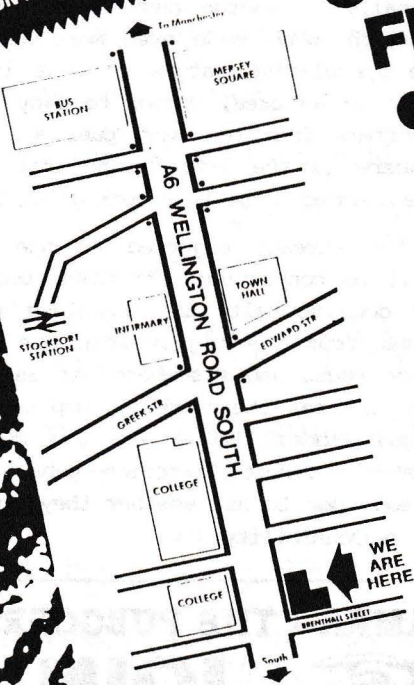 To Manchester
BUS
STATION
MERSEY
SQUARE
A6 WELLINGTON ROAD SOUTH
STOCKPORT
STATION
INFIRMARY
TOWN
HALL
EDWARD STR
GREEK STR
COLLEGE
COLLEGE
WE
ARE
HERE
BRENTHALL STREET
South